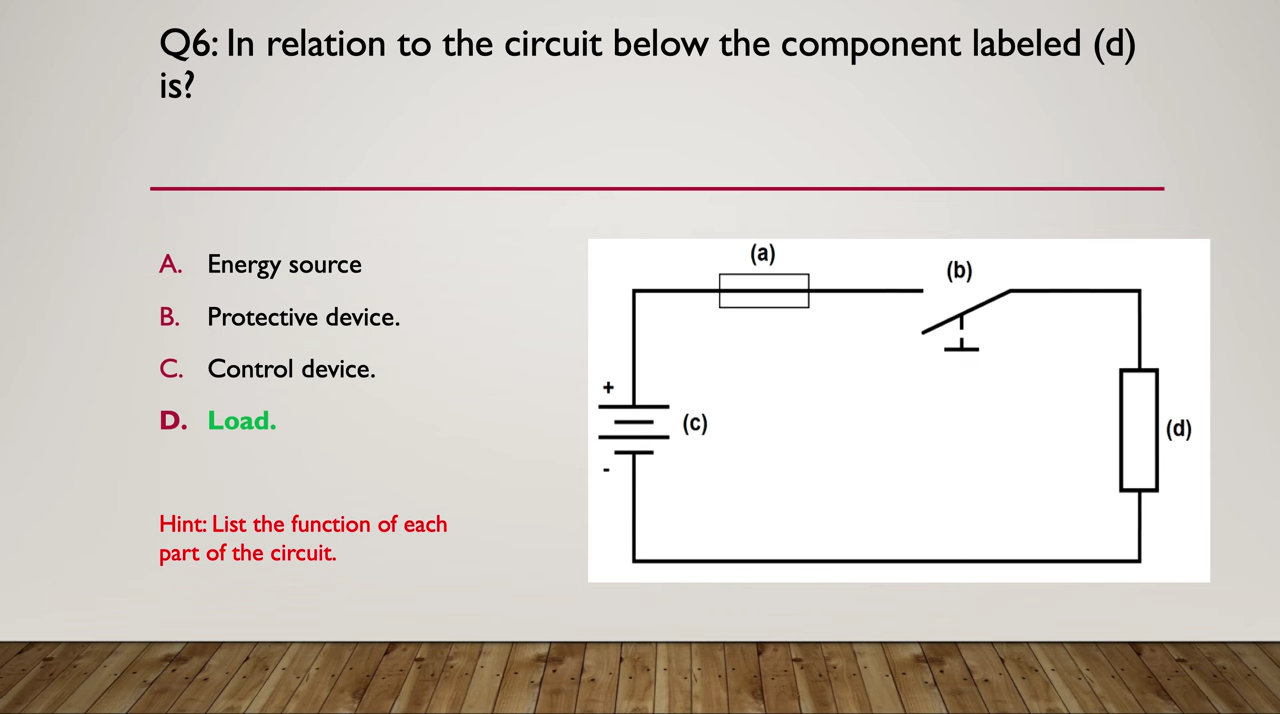 Q6: In relation to the circuit below the component labeled (d)
is?
A. Energy source
B. Protective device.
C. Control device.
D. Load.
Hint: List the function of each
part of the circuit.
(a)
(b)
+
(c)
-
(d)